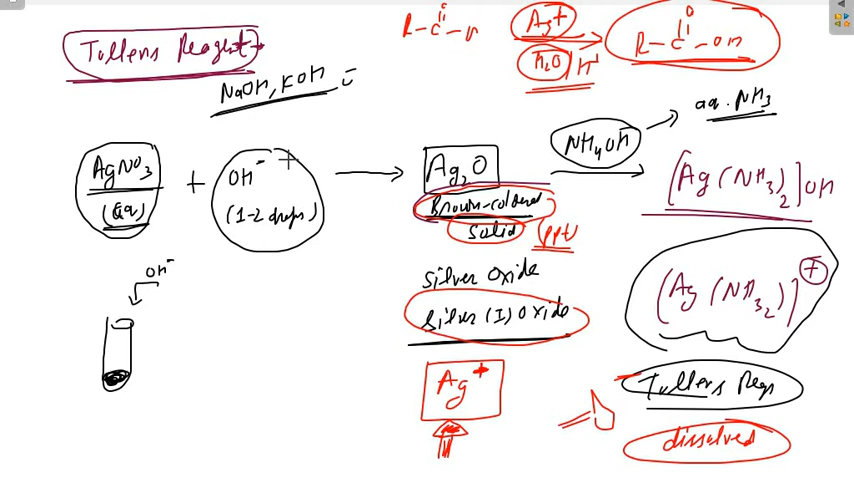 Tollens Reagent
NaOH, KOH
R-C-H
O
Ag+
H2O/H+
O
R-C-OH
AgNO3
(aq)
+
OH- +
(1-2 drops)
Ag2O
Brown-colored
solid (ppt)
NH4OH
aq. NH3
[Ag(NH3)2]OH
silver oxide
silver (I) oxide
[Ag(NH3)2]+
OH-
Ag+
Tollens
dissolved